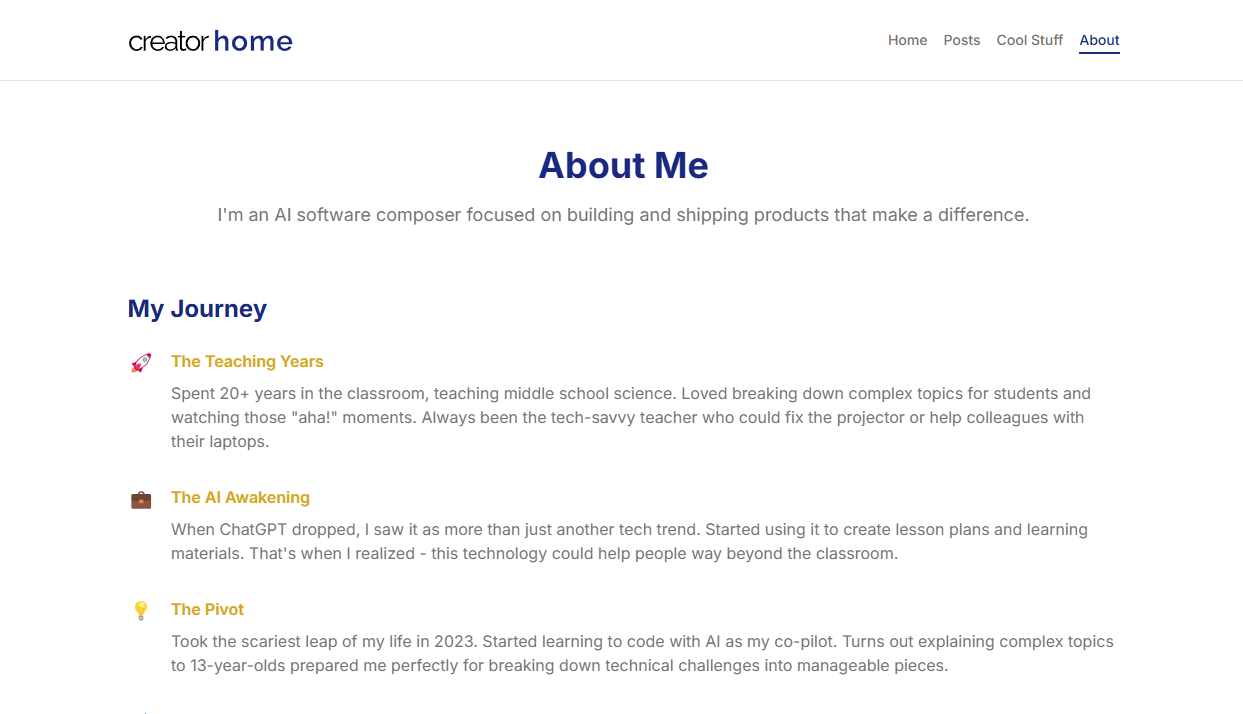 creator home
Home Posts Cool Stuff About
About Me
I'm an AI software composer focused on building and shipping products that make a difference.
My Journey
The Teaching Years
Spent 20+ years in the classroom, teaching middle school science. Loved breaking down complex topics for students and
watching those "aha!" moments. Always been the tech-savvy teacher who could fix the projector or help colleagues with
their laptops.
The AI Awakening
When ChatGPT dropped, I saw it as more than just another tech trend. Started using it to create lesson plans and learning
materials. That's when I realized - this technology could help people way beyond the classroom.
The Pivot
Took the scariest leap of my life in 2023. Started learning to code with AI as my co-pilot. Turns out explaining complex topics
to 13-year-olds prepared me perfectly for breaking down technical challenges into manageable pieces.